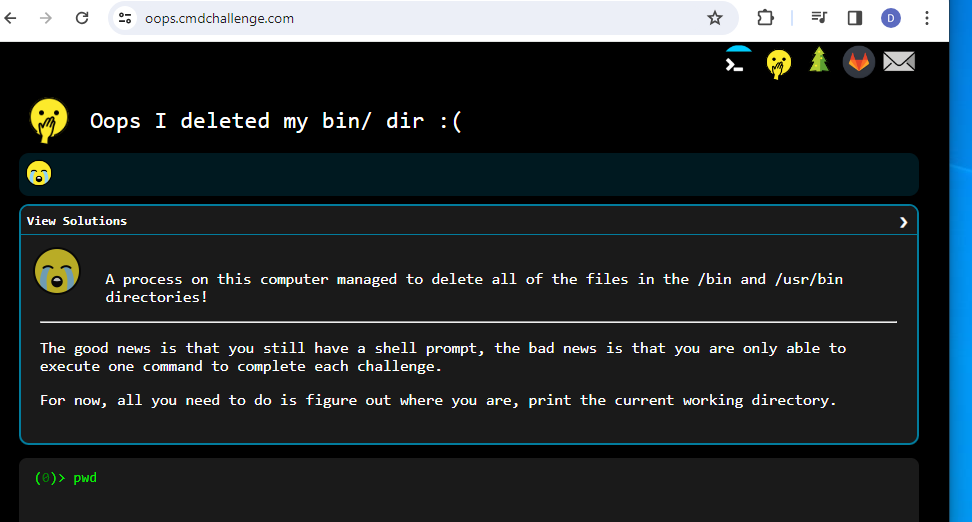 oops.cmdchallenge.com
D
Oops I deleted my bin/ dir :(
View Solutions
A process on this computer managed to delete all of the files in the /bin and /usr/bin
directories!
The good news is that you still have a shell prompt, the bad news is that you are only able to
execute one command to complete each challenge.
For now, all you need to do is figure out where you are, print the current working directory.
(0)> pwd